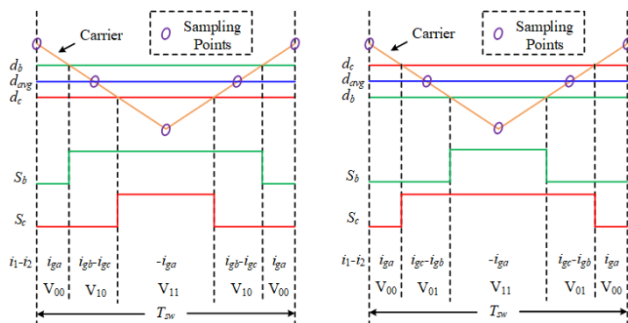 Carrier
Sampling
Points
d_b
d_avg
d_c
S_b
S_c
i_1-i_2 i_ga i_gb-i_gc -i_ga i_gb-i_gc i_ga
V_00 V_10 V_11 V_10 V_00
T_sw
Carrier
Sampling
Points
d_c
d_avg
d_b
S_b
S_c
i_1-i_2 i_ga i_gc-i_gb -i_ga i_gc-i_gb i_ga
V_00 V_01 V_11 V_01 V_00
T_sw